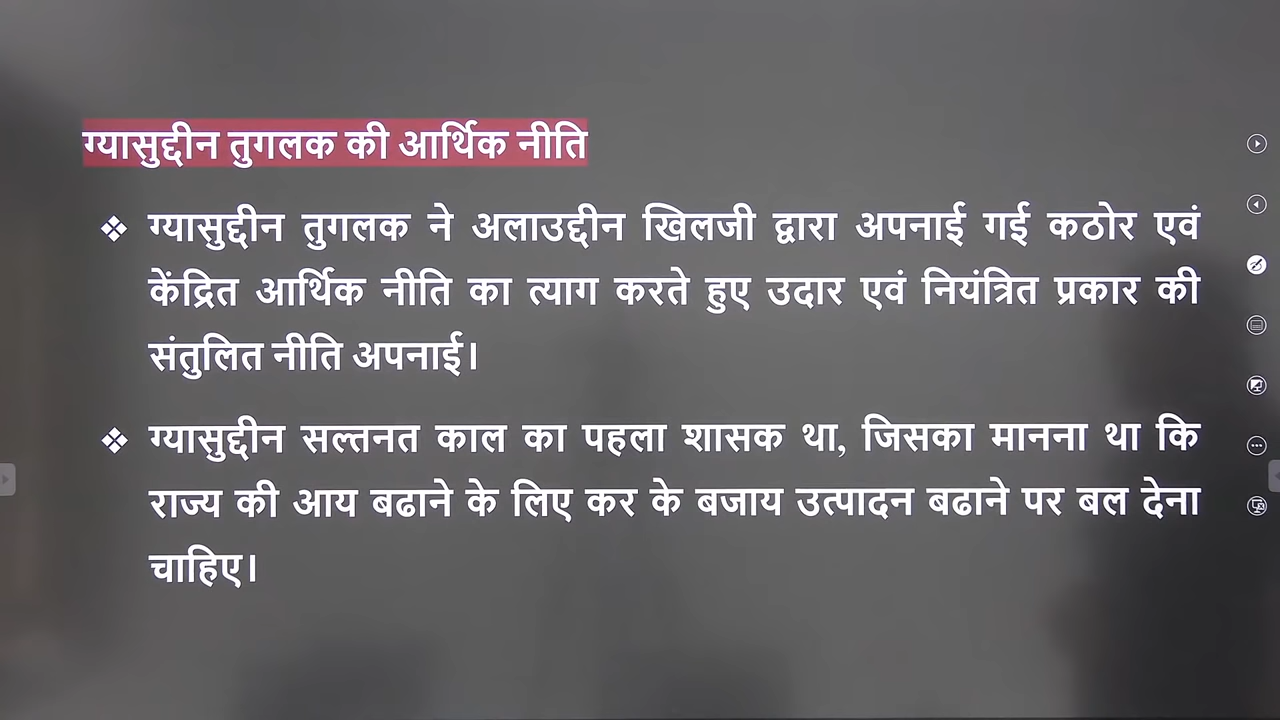 ग्यासुद्दीन तुगलक की आर्थिक नीति
❖ ग्यासुद्दीन तुगलक ने अलाउद्दीन खिलजी द्वारा अपनाई गई कठोर एवं
केंद्रित आर्थिक नीति का त्याग करते हुए उदार एवं नियंत्रित प्रकार की
संतुलित नीति अपनाई।
❖ ग्यासुद्दीन सल्तनत काल का पहला शासक था, जिसका मानना था कि
राज्य की आय बढाने के लिए कर के बजाय उत्पादन बढाने पर बल देना
चाहिए।